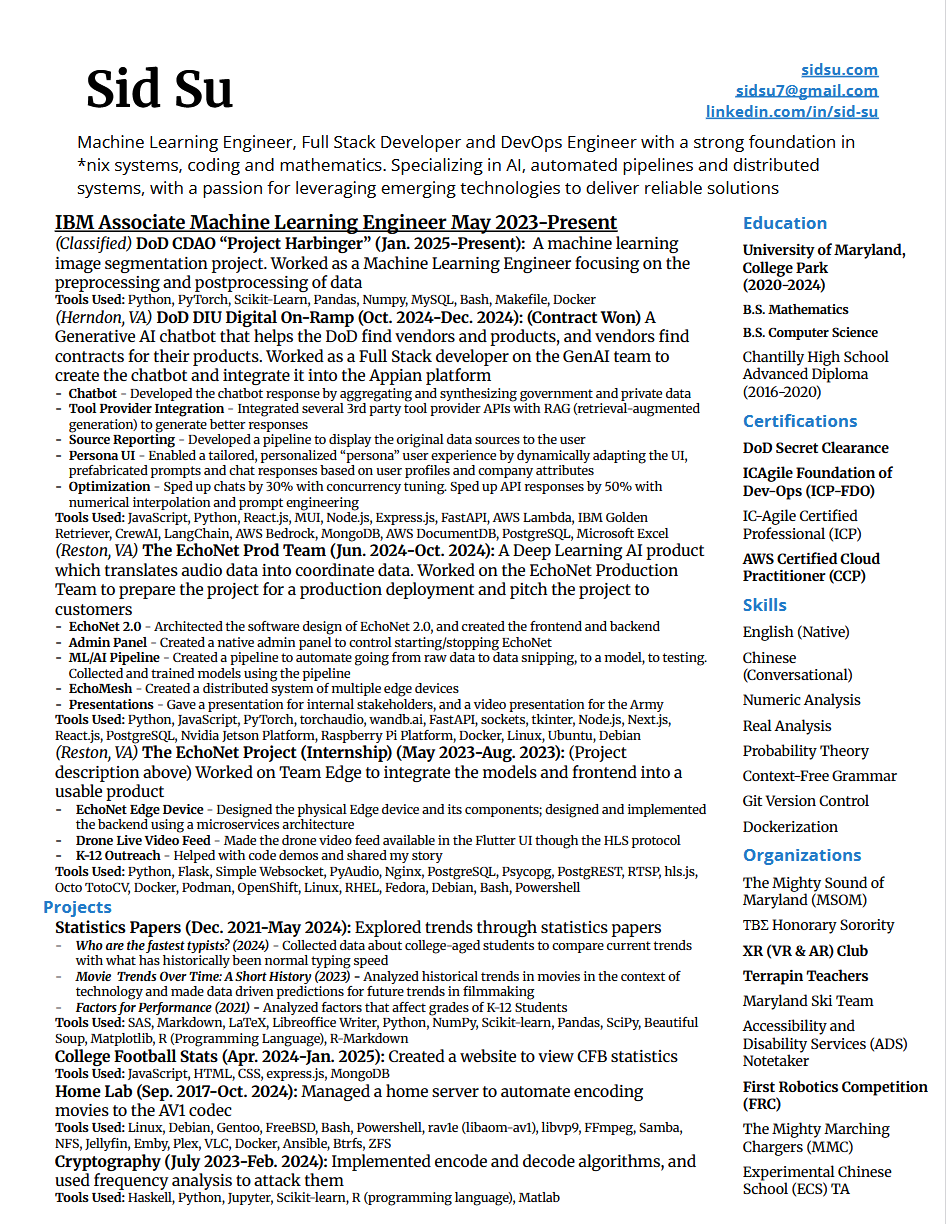 Sid Su
sidsu.com
sidsu7@gmail.com
linkedin.com/in/sid-su
Machine Learning Engineer, Full Stack Developer and DevOps Engineer with a strong foundation in
*nix systems, coding and mathematics. Specializing in AI, automated pipelines and distributed
systems, with a passion for leveraging emerging technologies to deliver reliable solutions
IBM Associate Machine Learning Engineer May 2023-Present
(Classified) DoD CDAO “Project Harbinger” (Jan. 2025-Present): A machine learning
image segmentation project. Worked as a Machine Learning Engineer focusing on the
preprocessing and postprocessing of data
Tools Used: Python, PyTorch, Scikit-Learn, Pandas, Numpy, MySQL, Bash, Makefile, Docker
(Herndon, VA) DoD DIU Digital On-Ramp (Oct. 2024-Dec. 2024): (Contract Won) A
Generative AI chatbot that helps the DoD find vendors and products, and vendors find
contracts for their products. Worked as a Full Stack developer on the GenAI team to
create the chatbot and integrate it into the Appian platform
- Chatbot - Developed the chatbot response by aggregating and synthesizing government and private data
- Tool Provider Integration - Integrated several 3rd party tool provider APIs with RAG (retrieval-augmented
generation) to generate better responses
- Source Reporting - Developed a pipeline to display the original data sources to the user
- Persona UI - Enabled a tailored, personalized “persona” user experience by dynamically adapting the UI,
prefabricated prompts and chat responses based on user profiles and company attributes
- Optimization - Sped up chats by 30% with concurrency tuning. Sped up API responses by 50% with
numerical interpolation and prompt engineering
Tools Used: JavaScript, Python, React.js, MUI, Node.js, Express.js, FastAPI, AWS Lambda, IBM Golden
Retriever, CrewAI, LangChain, AWS Bedrock, MongoDB, AWS DocumentDB, PostgreSQL, Microsoft Excel
(Reston, VA) The EchoNet Prod Team (Jun. 2024-Oct. 2024): A Deep Learning AI product
which translates audio data into coordinate data. Worked on the EchoNet Production
Team to prepare the project for a production deployment and pitch the project to
customers
- EchoNet 2.0 - Architected the software design of EchoNet 2.0, and created the frontend and backend
- Admin Panel - Created a native admin panel to control starting/stopping EchoNet
- ML/AI Pipeline - Created a pipeline to automate going from raw data to data snipping, to a model, to testing.
Collected and trained models using the pipeline
- EchoMesh - Created a distributed system of multiple edge devices
- Presentations - Gave a presentation for internal stakeholders, and a video presentation for the Army
Tools Used: Python, JavaScript, PyTorch, torchaudio, wandb.ai, FastAPI, sockets, tkinter, Node.js, Next.js,
React.js, PostgreSQL, Nvidia Jetson Platform, Raspberry Pi Platform, Docker, Linux, Ubuntu, Debian
(Reston, VA) The EchoNet Project (Internship) (May 2023-Aug. 2023): (Project
description above) Worked on Team Edge to integrate the models and frontend into a
usable product
- EchoNet Edge Device - Designed the physical Edge device and its components; designed and implemented
the backend using a microservices architecture
- Drone Live Video Feed - Made the drone video feed available in the Flutter UI though the HLS protocol
- K-12 Outreach - Helped with code demos and shared my story
Tools Used: Python, Flask, Simple Websocket, PyAudio, Nginx, PostgreSQL, Psycopg, PostgREST, RTSP, hls.js,
Octo TotoCV, Docker, Podman, OpenShift, Linux, RHEL, Fedora, Debian, Bash, Powershell
Projects
Statistics Papers (Dec. 2021-May 2024): Explored trends through statistics papers
- Who are the fastest typists? (2024) - Collected data about college-aged students to compare current trends
with what has historically been normal typing speed
- Movie Trends Over Time: A Short History (2023) - Analyzed historical trends in movies in the context of
technology and made data driven predictions for future trends in filmmaking
- Factors for Performance (2021) - Analyzed factors that affect grades of K-12 Students
Tools Used: SAS, Markdown, LaTeX, Libreoffice Writer, Python, NumPy, Scikit-learn, Pandas, SciPy, Beautiful
Soup, Matplotlib, R (Programming Language), R-Markdown
College Football Stats (Apr. 2024-Jan. 2025): Created a website to view CFB statistics
Tools Used: JavaScript, HTML, CSS, express.js, MongoDB
Home Lab (Sep. 2017-Oct. 2024): Managed a home server to automate encoding
movies to the AV1 codec
Tools Used: Linux, Debian, Gentoo, FreeBSD, Bash, Powershell, rav1e (libaom-av1), libvp9, FFmpeg, Samba,
NFS, Jellyfin, Emby, Plex, VLC, Docker, Ansible, Btrfs, ZFS
Cryptography (July 2023-Feb. 2024): Implemented encode and decode algorithms, and
used frequency analysis to attack them
Tools Used: Haskell, Python, Jupyter, Scikit-learn, R (programming language), Matlab
Education
University of Maryland,
College Park
(2020-2024)
B.S. Mathematics
B.S. Computer Science
Chantilly High School
Advanced Diploma
(2016-2020)
Certifications
DoD Secret Clearance
ICAgile Foundation of
Dev-Ops (ICP-FDO)
IC-Agile Certified
Professional (ICP)
AWS Certified Cloud
Practitioner (CCP)
Skills
English (Native)
Chinese
(Conversational)
Numeric Analysis
Real Analysis
Probability Theory
Context-Free Grammar
Git Version Control
Dockerization
Organizations
The Mighty Sound of
Maryland (MSOM)
TBΣ Honorary Sorority
XR (VR & AR) Club
Terrapin Teachers
Maryland Ski Team
Accessibility and
Disability Services (ADS)
Notetaker
First Robotics Competition
(FRC)
The Mighty Marching
Chargers (MMC)
Experimental Chinese
School (ECS) TA